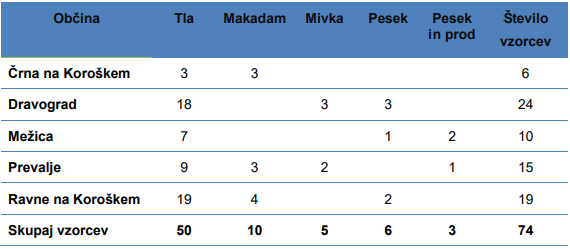 Občina Tla Makadam Mivka Pesek Pesek in prod Število vzorcev
Črna na Koroškem 3 3 6
Dravograd 18 3 3 24
Mežica 7 1 2 10
Prevalje 9 3 2 1 15
Ravne na Koroškem 19 4 2 19
Skupaj vzorcev 50 10 5 6 3 74